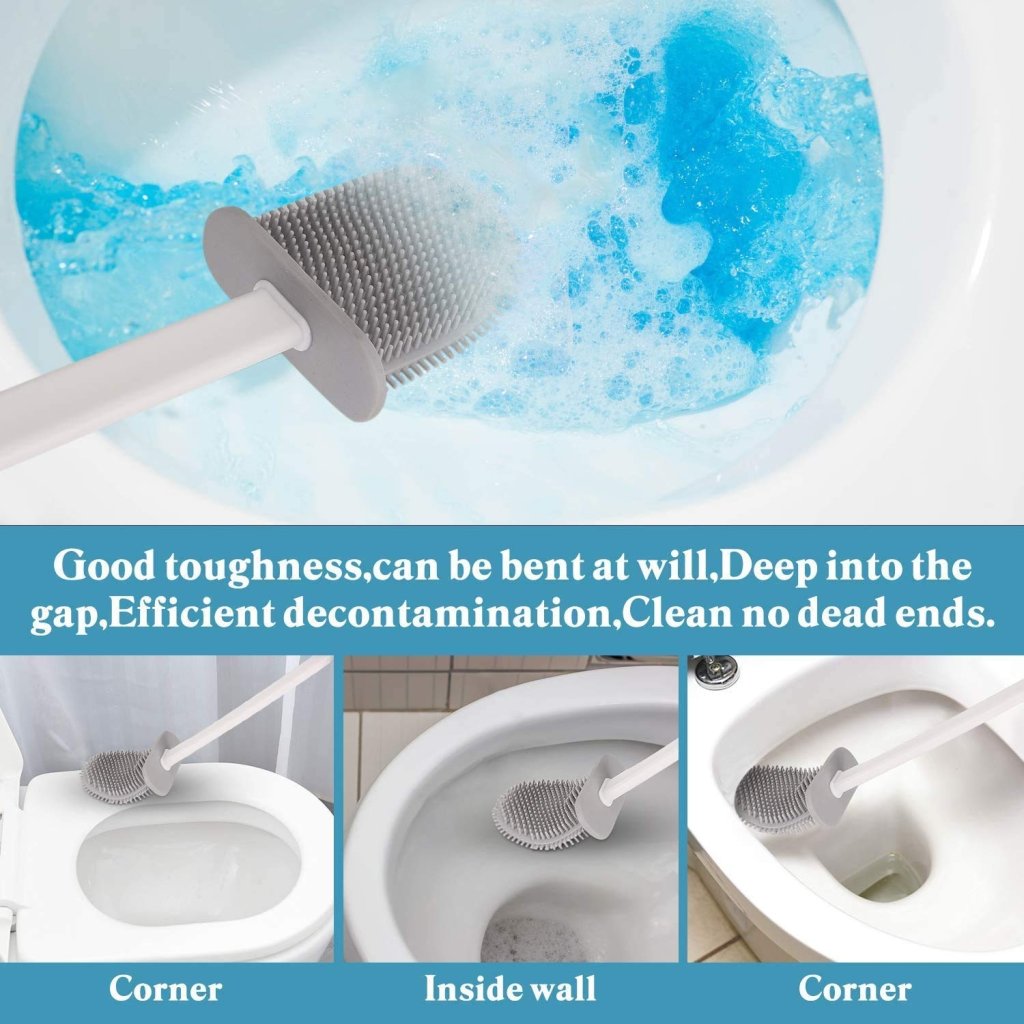 Good toughness,can be bent at will,Deep into the
gap,Efficient decontamination,Clean no dead ends.
Corner
Inside wall
Corner